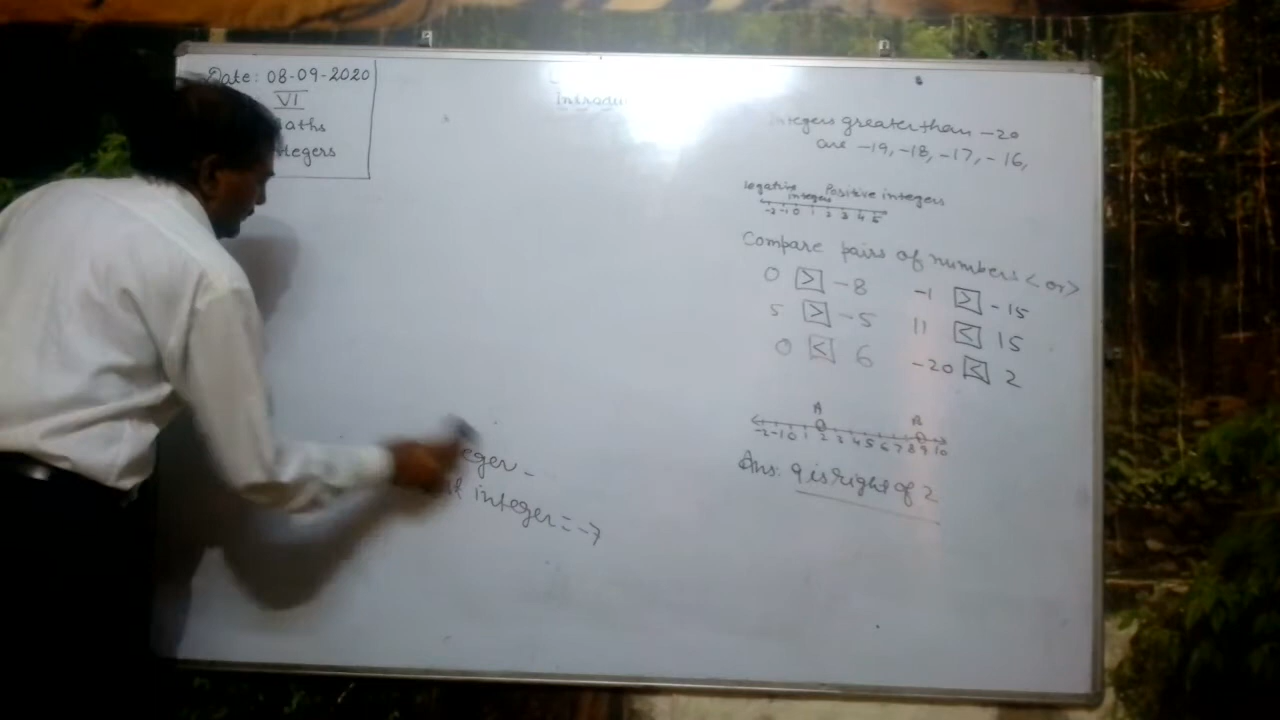 Date: 08-09-2020
VI
aths
tegers
Introdu
ntegers greater than -20
are -19, -18, -17, -16,
Negative integers Positive integers
-2 -1 0 1 2 3 4 5
Compare pairs of numbers < or >
0 > -8 -1 > -15
5 > -5 11 < 15
0 < 6 -20 < 2
A B
-2 -1 0 1 2 3 4 5 6 7 8 9 10
Ans: 9 is right of 2
eger -
integer = -7